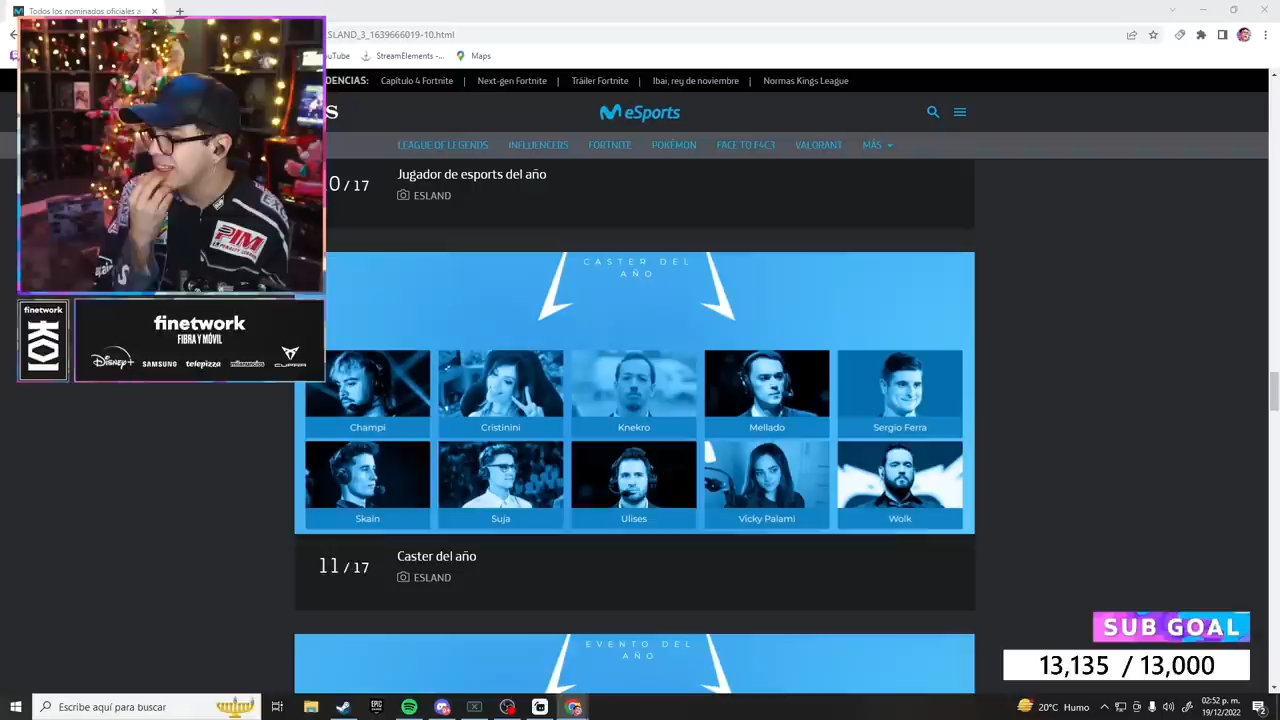 Todos los nominados oficiales a
SLAND_3_1639666019-10.html
uTube
StreamElements -...
Maps
DENCIAS:
Capítulo 4 Fortnite
Next-gen Fortnite
Tráiler Fortnite
Ibai, rey de noviembre
Normas Kings League
S
eSports
LEAGUE OF LEGENDS
INFLUENCERS
FORTNITE
POKÉMON
FACE TO F4C3
VALORANT
MÁS
0 / 17
Jugador de esports del año
ESLAND
PIM
finetwork
KOI
finetwork
FIBRA Y MÓVIL
Disney+
SAMSUNG
telepizza
milanuncios
CUPRA
CASTER DEL
AÑO
Champi
Cristinini
Knekro
Mellado
Sergio Ferra
Skain
Suja
Ulises
Vicky Palami
Wolk
11 / 17
Caster del año
ESLAND
EVENTO DEL
AÑO
SUB GOAL
13,135 / 13,000
Escribe aquí para buscar
EPIC
20°C Humo
02:52 p. m.
19/12/2022
2